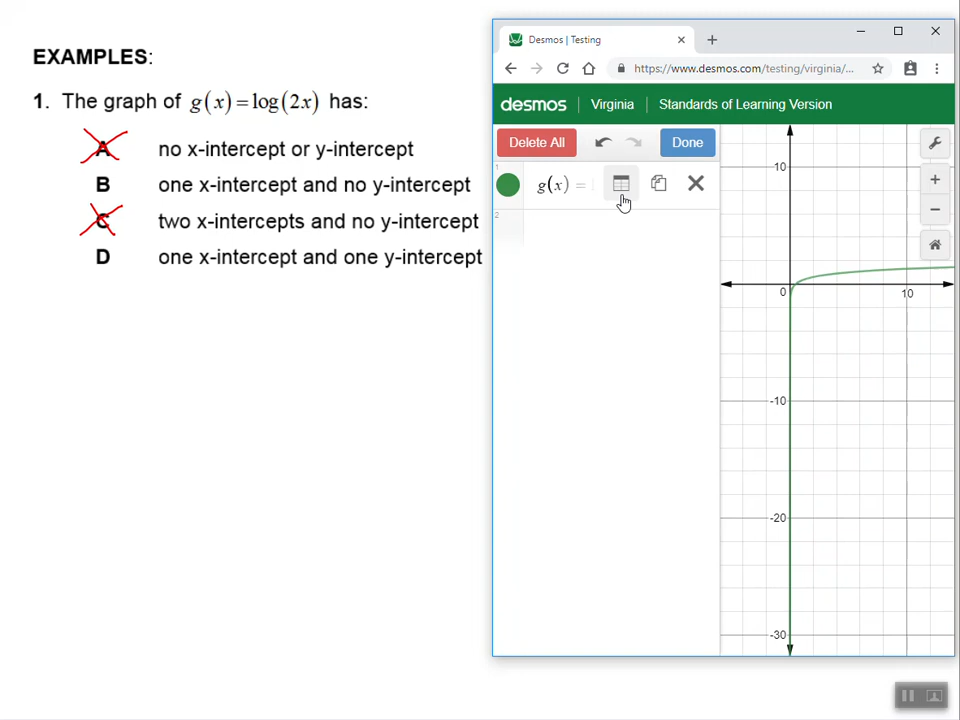 EXAMPLES:
1. The graph of g(x)=log(2x) has:
A no x-intercept or y-intercept
B one x-intercept and no y-intercept
C two x-intercepts and no y-intercept
D one x-intercept and one y-intercept
Desmos | Testing
https://www.desmos.com/testing/virginia/...
desmos Virginia Standards of Learning Version
Delete All Done
1
g(x) =
2
10
0
10
-10
-20
-30